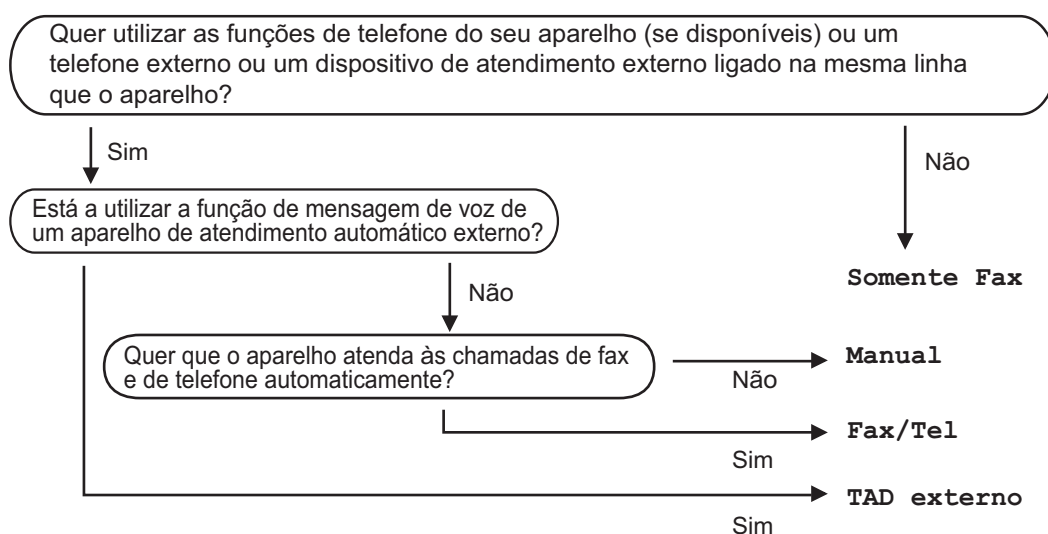 Quer utilizar as funções de telefone do seu aparelho (se disponíveis) ou um
telefone externo ou um dispositivo de atendimento externo ligado na mesma linha
que o aparelho?
Sim
Não
Está a utilizar a função de mensagem de voz de
um aparelho de atendimento automático externo?
Somente Fax
Não
Quer que o aparelho atenda às chamadas de fax
e de telefone automaticamente?
Manual
Não
Fax/Tel
Sim
TAD externo
Sim